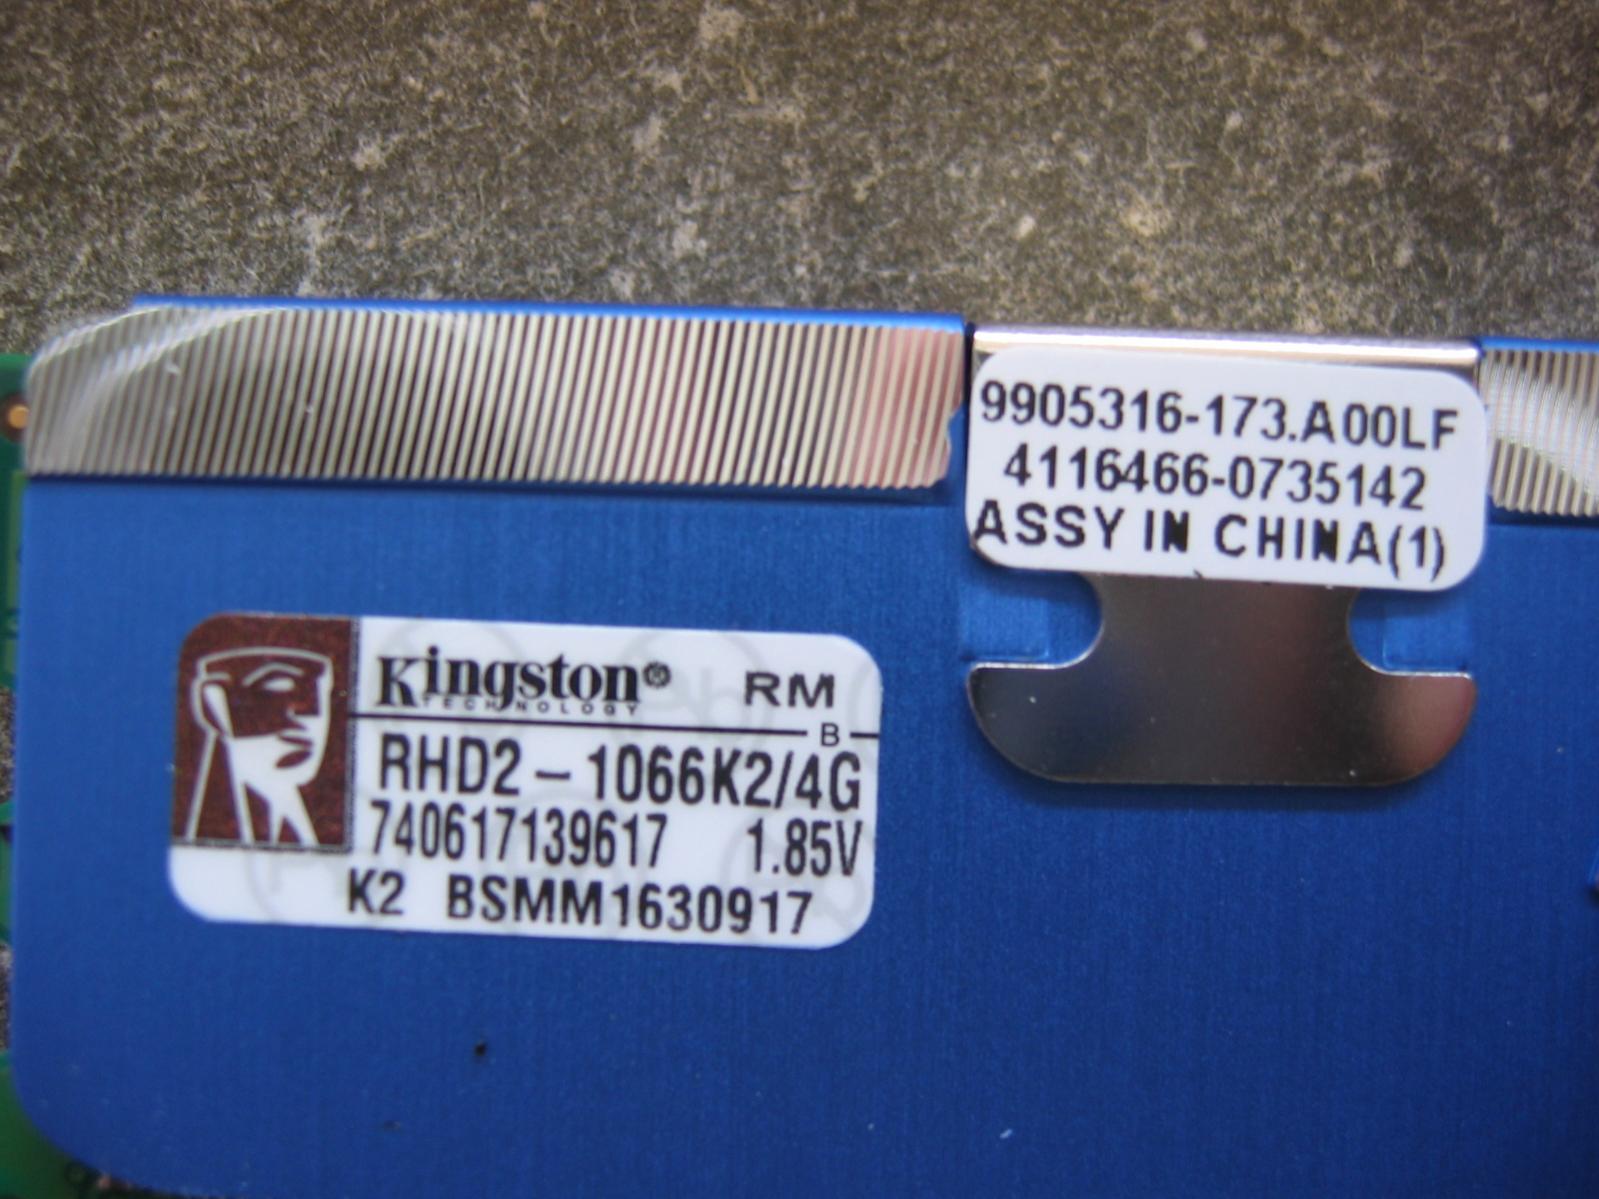 9905316-173.A00LF
4116466-0735142
ASSY IN CHINA(1)
Kingston® RM
TECHNOLOGY
B
RHD2-1066K2/4G
740617139617 1.85V
K2 BSMM1630917